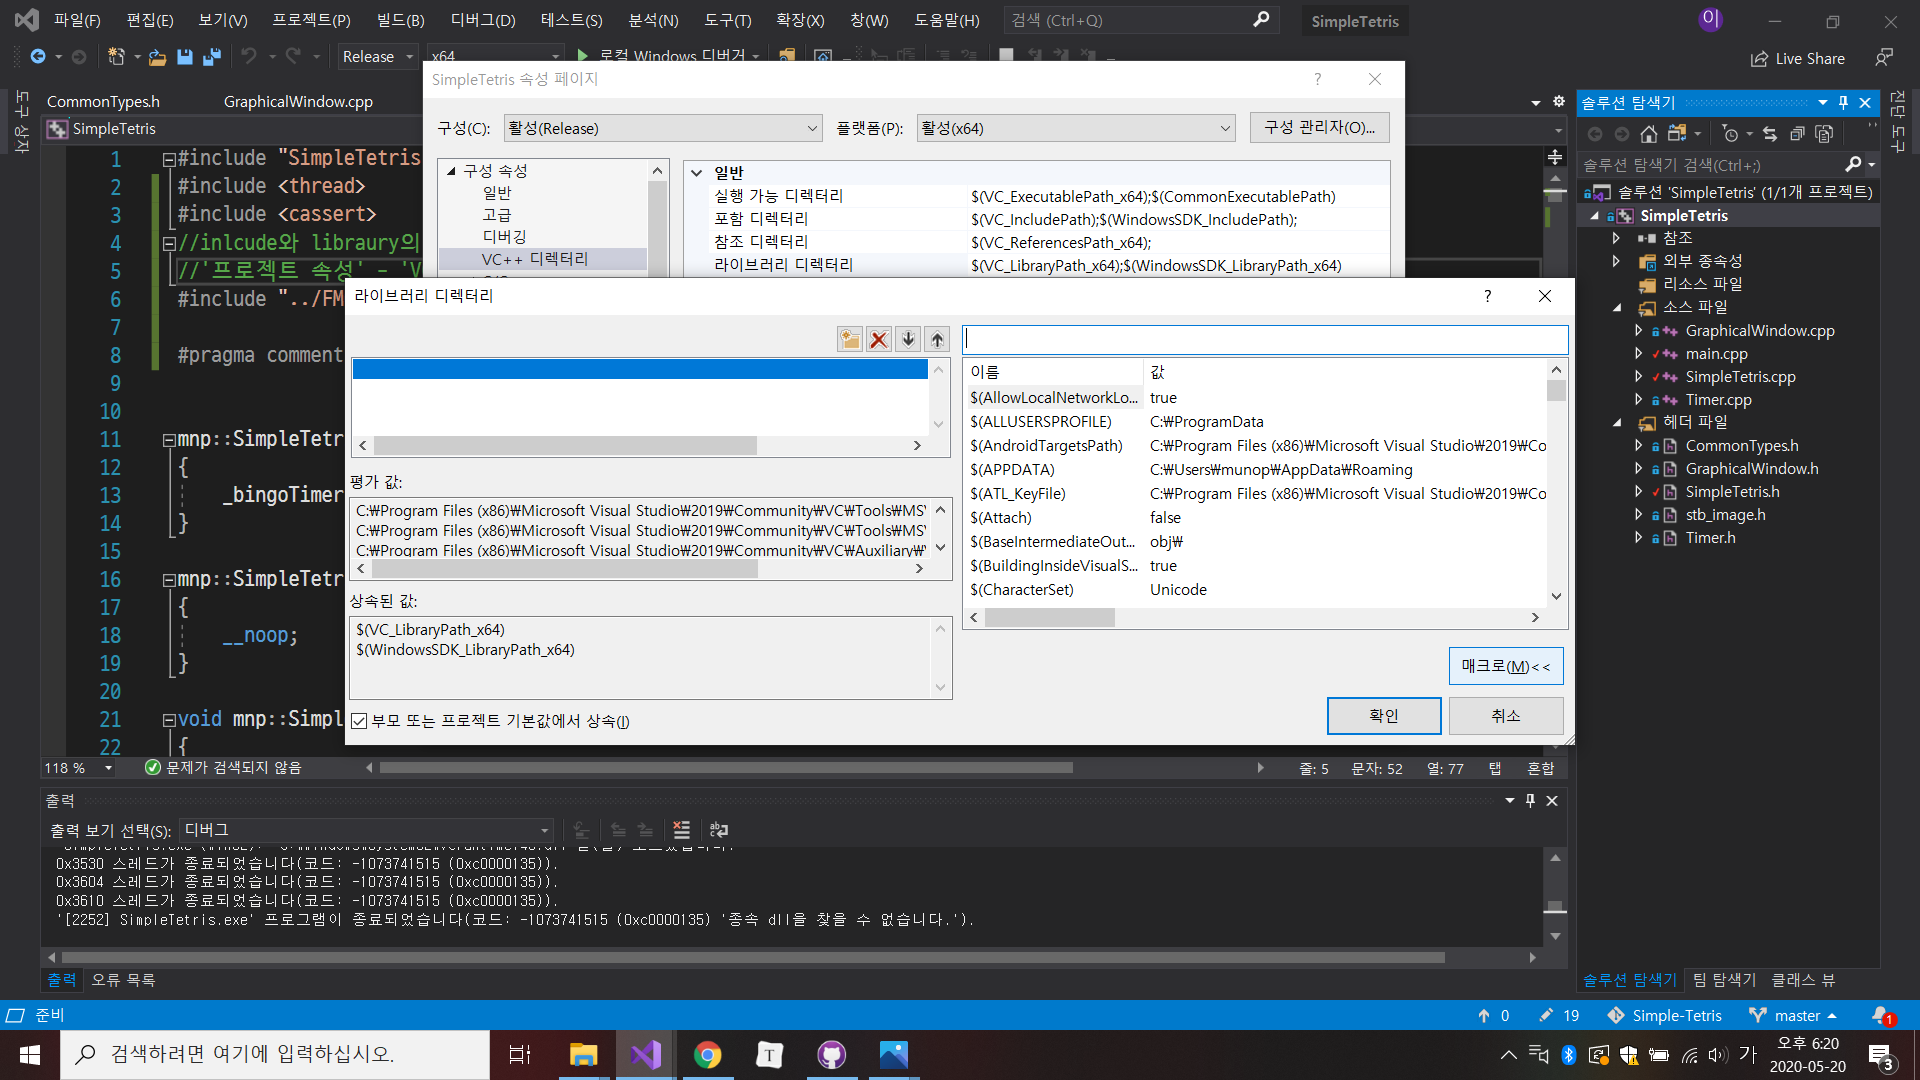 파일(F) 편집(E) 보기(V) 프로젝트(P) 빌드(B) 디버그(D) 테스트(S) 분석(N) 도구(T) 확장(X) 창(W) 도움말(H) 검색 (Ctrl+Q) SimpleTetris 이
Release x64 로컬 Windows 디버거 Live Share
SimpleTetris 속성 페이지 ?
구성(C): 활성(Release) 플랫폼(P): 활성(x64) 구성 관리자(O)...
구성 속성
일반
고급
디버깅
VC++ 디렉터리
일반
실행 가능 디렉터리 $(VC_ExecutablePath_x64);$(CommonExecutablePath)
포함 디렉터리 $(VC_IncludePath);$(WindowsSDK_IncludePath);
참조 디렉터리 $(VC_ReferencesPath_x64);
라이브러리 디렉터리 $(VC_LibraryPath_x64);$(WindowsSDK_LibraryPath_x64)
도구 상자
CommonTypes.h GraphicalWindow.cpp
SimpleTetris
1 #include "SimpleTetris
2 #include <thread>
3 #include <cassert>
4 //inlcude와 libraury의
5 //'프로젝트 속성' - 'V
6 #include "../FM
7
8 #pragma comment
9
10
11 mnp::SimpleTetr
12 {
13 _bingoTimer
14 }
15
16 mnp::SimpleTetr
17 {
18 __noop;
19 }
20
21 void mnp::Simpl
22 {
라이브러리 디렉터리 ?
평가 값:
C:₩Program Files (x86)₩Microsoft Visual Studio₩2019₩Community₩VC₩Tools₩MS
C:₩Program Files (x86)₩Microsoft Visual Studio₩2019₩Community₩VC₩Tools₩MS
C:₩Program Files (x86)₩Microsoft Visual Studio₩2019₩Community₩VC₩Auxiliary₩
상속된 값:
$(VC_LibraryPath_x64)
$(WindowsSDK_LibraryPath_x64)
부모 또는 프로젝트 기본값에서 상속(I)
이름 값
$(AllowLocalNetworkLo... true
$(ALLUSERSPROFILE) C:₩ProgramData
$(AndroidTargetsPath) C:₩Program Files (x86)₩Microsoft Visual Studio₩2019₩Co
$(APPDATA) C:₩Users₩munop₩AppData₩Roaming
$(ATL_KeyFile) C:₩Program Files (x86)₩Microsoft Visual Studio₩2019₩Co
$(Attach) false
$(BaseIntermediateOut... obj₩
$(BuildingInsideVisualS... true
$(CharacterSet) Unicode
매크로(M)<<
확인 취소
118 % 문제가 검색되지 않음 줄: 5 문자: 52 열: 77 탭 혼합
출력
출력 보기 선택(S): 디버그
0x3530 스레드가 종료되었습니다(코드: -1073741515 (0xc0000135)).
0x3604 스레드가 종료되었습니다(코드: -1073741515 (0xc0000135)).
0x3610 스레드가 종료되었습니다(코드: -1073741515 (0xc0000135)).
'[2252] SimpleTetris.exe' 프로그램이 종료되었습니다(코드: -1073741515 (0xc0000135) '종속 dll을 찾을 수 없습니다.').
출력 오류 목록
솔루션 탐색기
솔루션 탐색기 검색(Ctrl+;)
솔루션 'SimpleTetris' (1/1개 프로젝트)
SimpleTetris
참조
외부 종속성
리소스 파일
소스 파일
GraphicalWindow.cpp
main.cpp
SimpleTetris.cpp
Timer.cpp
헤더 파일
CommonTypes.h
GraphicalWindow.h
SimpleTetris.h
stb_image.h
Timer.h
솔루션 탐색기 팀 탐색기 클래스 뷰
진단 도구
준비 0 19 Simple-Tetris master 1
검색하려면 여기에 입력하십시오. T 가 오후 6:20
2020-05-20 3